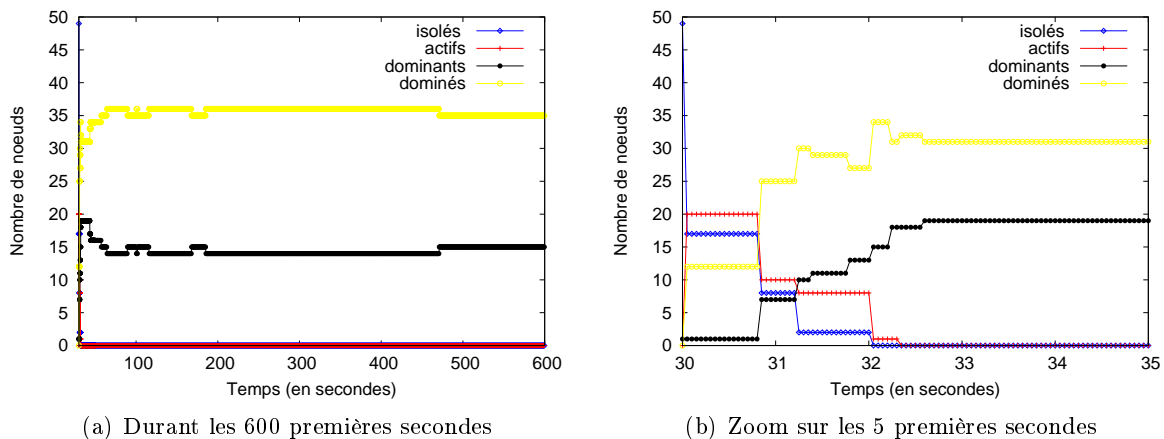 50
45
40
35
30
25
20
15
10
5
0
Nombre de noeuds
isolés
actifs
dominants
dominés
100 200 300 400 500 600
Temps (en secondes)
(a) Durant les 600 premières secondes
50
45
40
35
30
25
20
15
10
5
0
Nombre de noeuds
isolés
actifs
dominants
dominés
30 31 32 33 34 35
Temps (en secondes)
(b) Zoom sur les 5 premières secondes